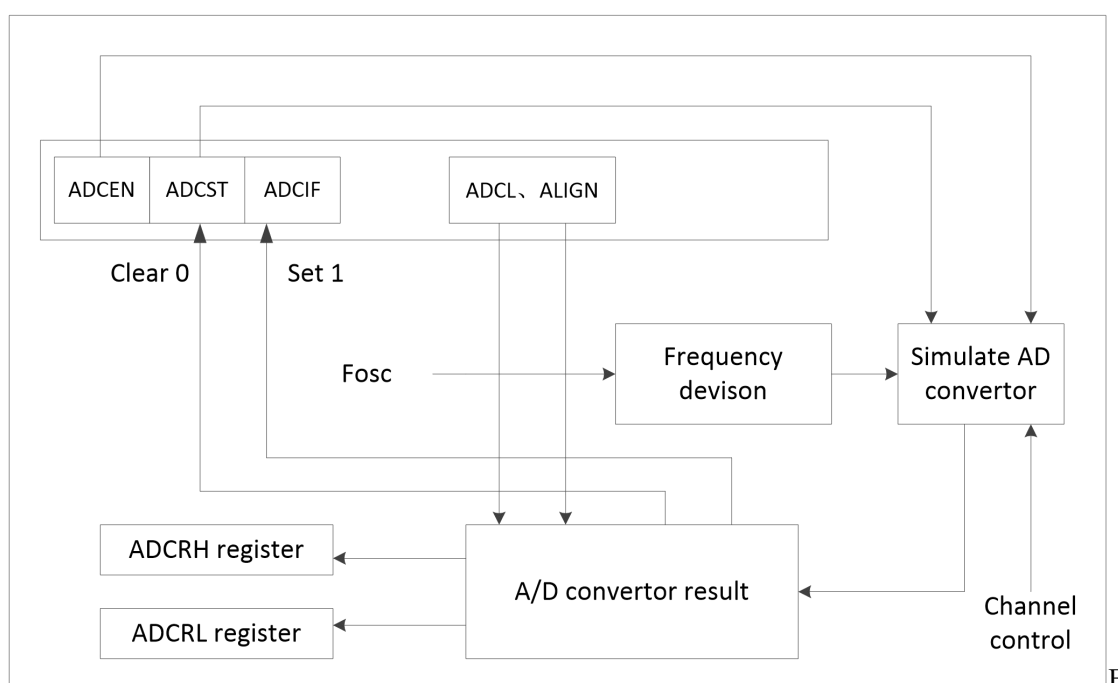 ADCEN
ADCST
ADCIF
ADCL、ALIGN
Clear 0
Set 1
Fosc
Frequency
devison
Simulate AD
convertor
ADCRH register
A/D convertor result
ADCRL register
Channel
control